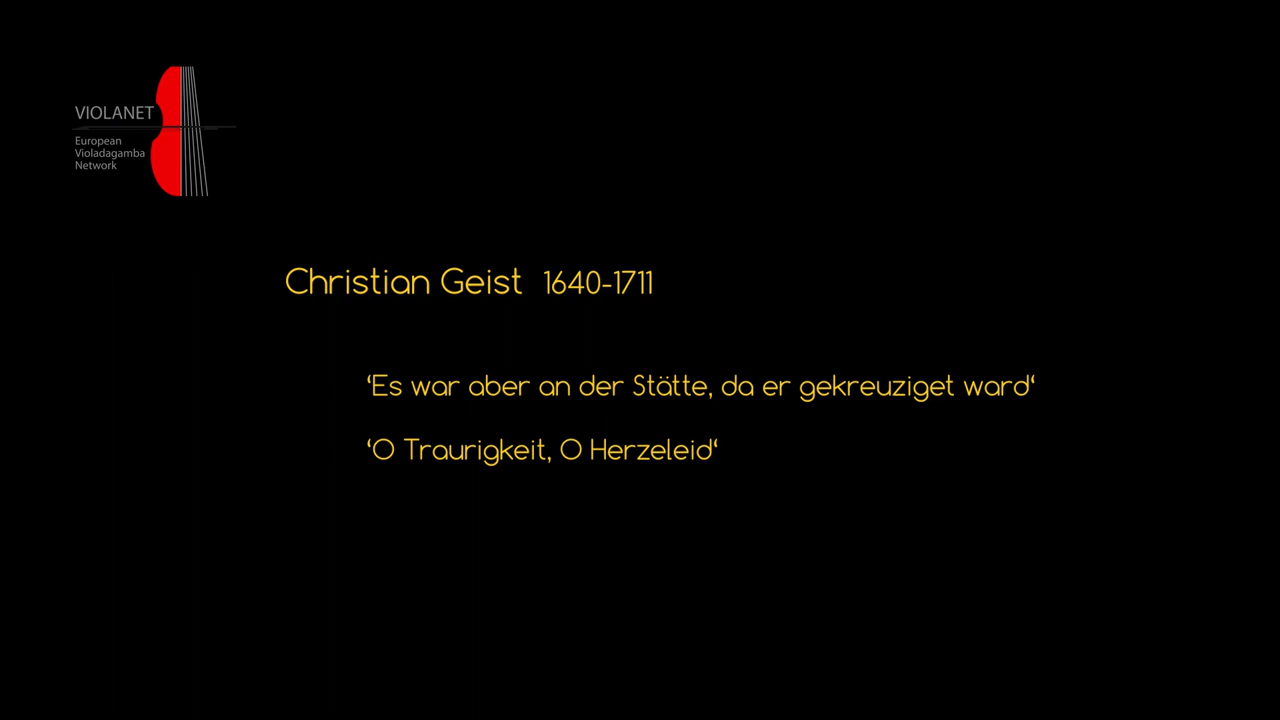 VIOLANET
European
Violadagamba
Network
Christian Geist 1640-1711
‘Es war aber an der Stätte, da er gekreuziget ward‘
‘O Traurigkeit, O Herzeleid‘